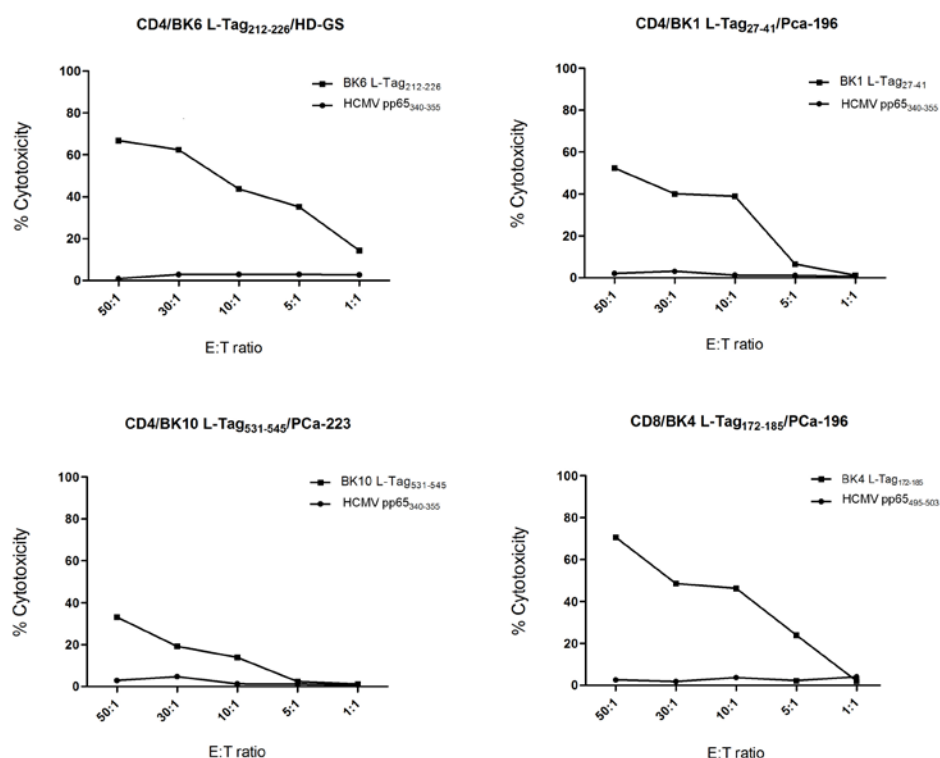 CD4/BK6 L-Tag212-226/HD-GS
BK6 L-Tag212-226
HCMV pp65340-355
100
80
60
40
20
0
% Cytotoxicity
50:1
30:1
10:1
5:1
1:1
E:T ratio
CD4/BK1 L-Tag27-41/Pca-196
BK1 L-Tag27-41
HCMV pp65340-355
100
80
60
40
20
0
% Cytotoxicity
50:1
30:1
10:1
5:1
1:1
E:T ratio
CD4/BK10 L-Tag531-545/PCa-223
BK10 L-Tag531-545
HCMV pp65340-355
100
80
60
40
20
0
% Cytotoxicity
50:1
30:1
10:1
5:1
1:1
E:T ratio
CD8/BK4 L-Tag172-185/PCa-196
BK4 L-Tag172-185
HCMV pp65495-503
100
80
60
40
20
0
% Cytotoxicity
50:1
30:1
10:1
5:1
1:1
E:T ratio